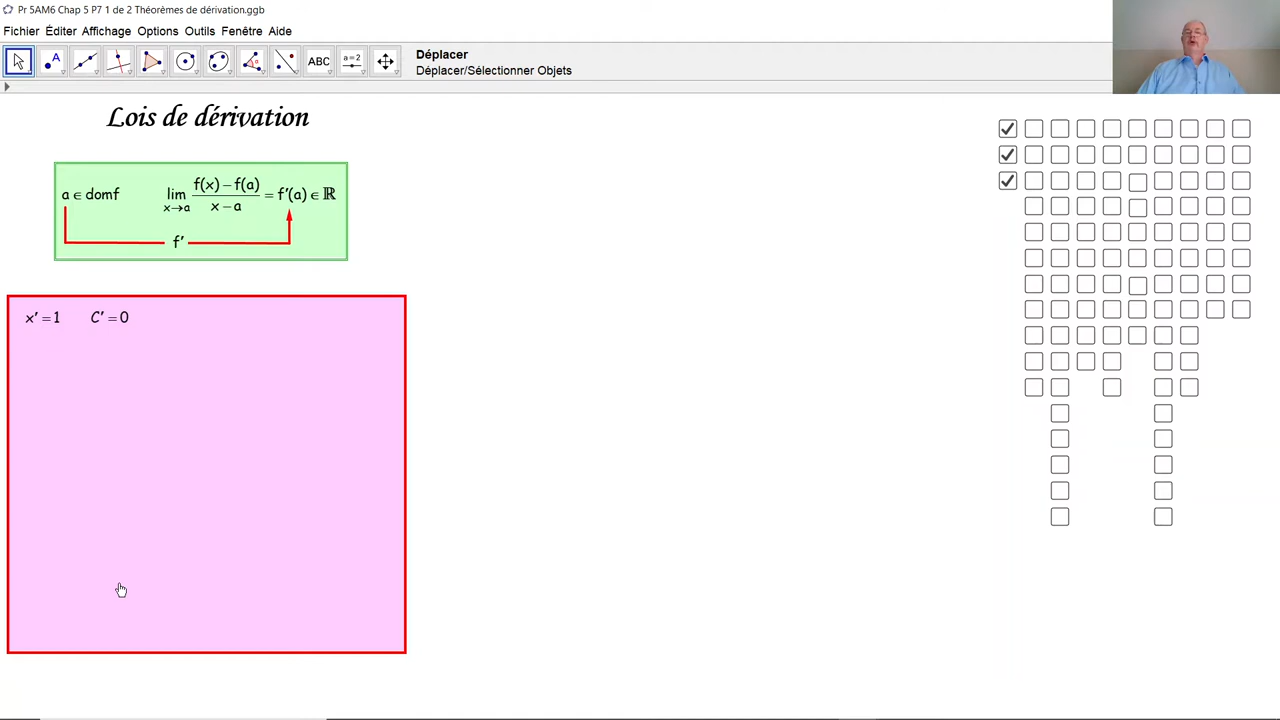 Pr 5AM6 Chap 5 P7 1 de 2 Théorèmes de dérivation.ggb
Fichier Éditer Affichage Options Outils Fenêtre Aide
A ABC a=2 Déplacer
Déplacer/Sélectionner Objets
Lois de dérivation
a ∈ domf lim x→a f(x) − f(a) / x − a = f′(a) ∈ ℝ
f′
x′ = 1 C′ = 0